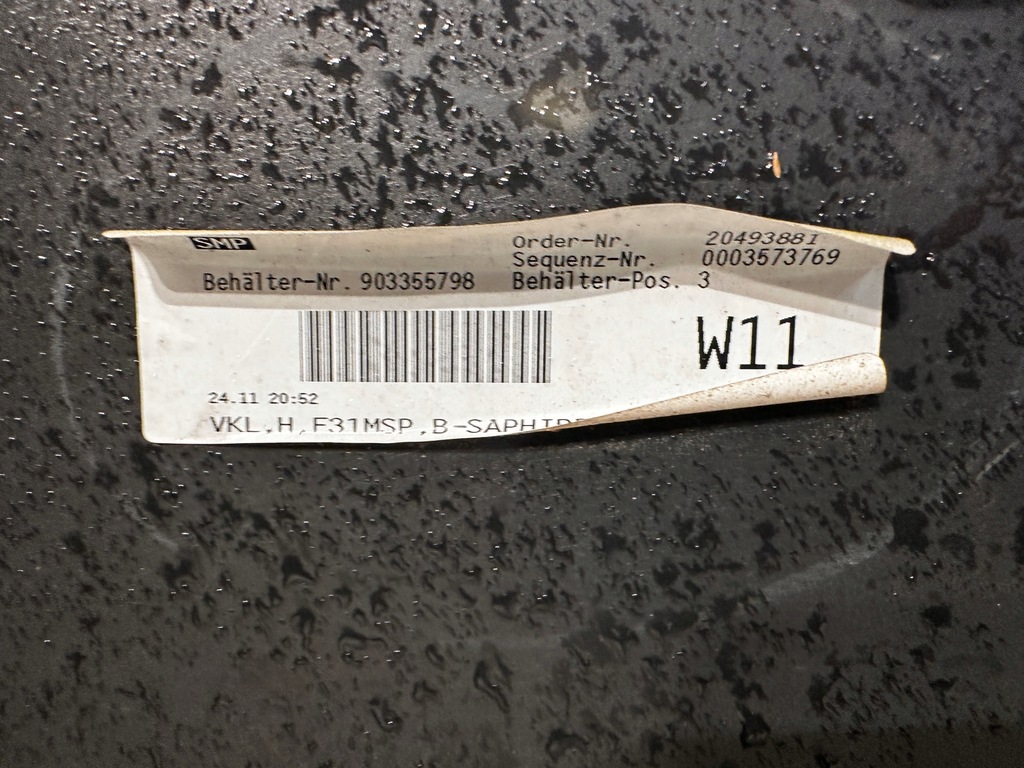 SMP
Order-Nr. 20493881
Sequenz-Nr. 0003573769
Behälter-Nr. 903355798 Behälter-Pos. 3
W11
24.11 20:52
VKL,H,F31MSP,B-SAPHIR